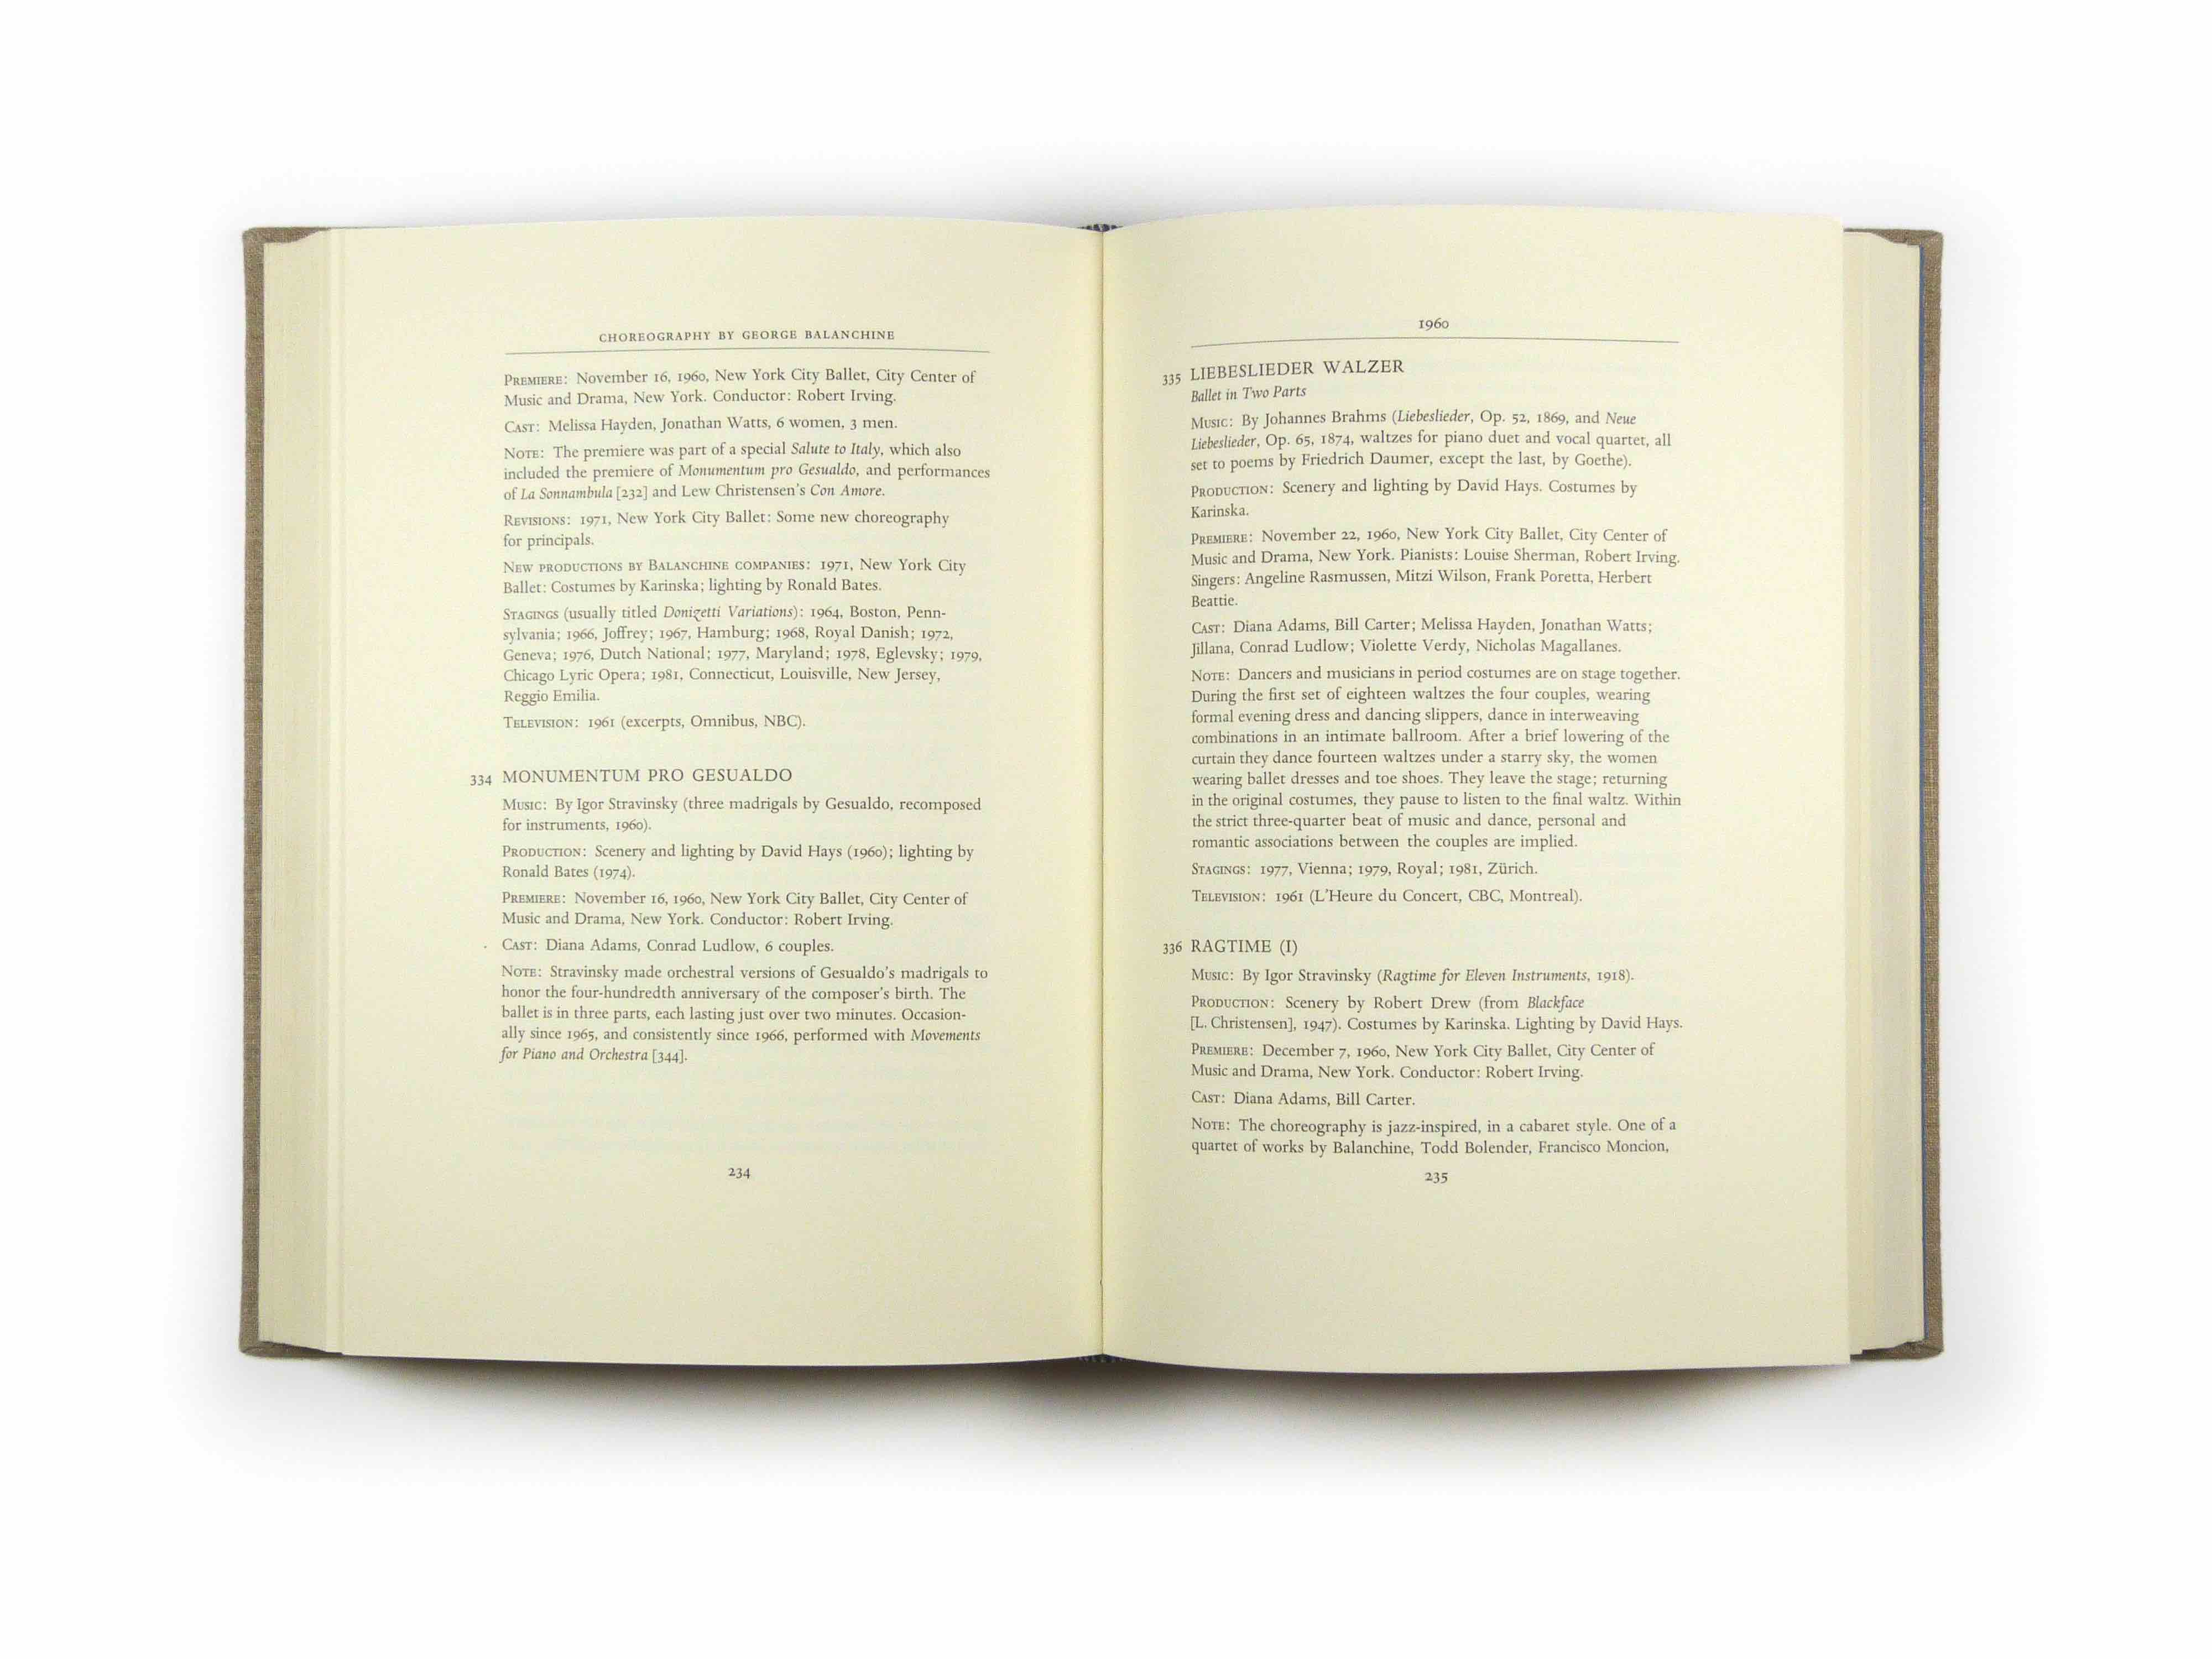 CHOREOGRAPHY BY GEORGE BALANCHINE
PREMIERE: November 16, 1960, New York City Ballet, City Center of
Music and Drama, New York. Conductor: Robert Irving.
CAST: Melissa Hayden, Jonathan Watts, 6 women, 3 men.
NOTE: The premiere was part of a special Salute to Italy, which also
included the premiere of Monumentum pro Gesualdo, and performances
of La Sonnambula [232] and Lew Christensen's Con Amore.
REVISIONS: 1971, New York City Ballet: Some new choreography
for principals.
NEW PRODUCTIONS BY BALANCHINE COMPANIES: 1971, New York City
Ballet: Costumes by Karinska; lighting by Ronald Bates.
STAGINGS (usually titled Donizetti Variations): 1964, Boston, Penn-
sylvania; 1966, Joffrey; 1967, Hamburg; 1968, Royal Danish; 1972,
Geneva; 1976, Dutch National; 1977, Maryland; 1978, Eglevsky; 1979,
Chicago Lyric Opera; 1981, Connecticut, Louisville, New Jersey,
Reggio Emilia.
TELEVISION: 1961 (excerpts, Omnibus, NBC).
334 MONUMENTUM PRO GESUALDO
MUSIC: By Igor Stravinsky (three madrigals by Gesualdo, recomposed
for instruments, 1960).
PRODUCTION: Scenery and lighting by David Hays (1960); lighting by
Ronald Bates (1974).
PREMIERE: November 16, 1960, New York City Ballet, City Center of
Music and Drama, New York. Conductor: Robert Irving.
CAST: Diana Adams, Conrad Ludlow, 6 couples.
NOTE: Stravinsky made orchestral versions of Gesualdo's madrigals to
honor the four-hundredth anniversary of the composer's birth. The
ballet is in three parts, each lasting just over two minutes. Occasion-
ally since 1965, and consistently since 1966, performed with Movements
for Piano and Orchestra [344].
234
1960
335 LIEBESLIEDER WALZER
Ballet in Two Parts
MUSIC: By Johannes Brahms (Liebeslieder, Op. 52, 1869, and Neue
Liebeslieder, Op. 65, 1874, waltzes for piano duet and vocal quartet, all
set to poems by Friedrich Daumer, except the last, by Goethe).
PRODUCTION: Scenery and lighting by David Hays. Costumes by
Karinska.
PREMIERE: November 22, 1960, New York City Ballet, City Center of
Music and Drama, New York. Pianists: Louise Sherman, Robert Irving.
Singers: Angeline Rasmussen, Mitzi Wilson, Frank Poretta, Herbert
Beattie.
CAST: Diana Adams, Bill Carter; Melissa Hayden, Jonathan Watts;
Jillana, Conrad Ludlow; Violette Verdy, Nicholas Magallanes.
NOTE: Dancers and musicians in period costumes are on stage together.
During the first set of eighteen waltzes the four couples, wearing
formal evening dress and dancing slippers, dance in interweaving
combinations in an intimate ballroom. After a brief lowering of the
curtain they dance fourteen waltzes under a starry sky, the women
wearing ballet dresses and toe shoes. They leave the stage; returning
in the original costumes, they pause to listen to the final waltz. Within
the strict three-quarter beat of music and dance, personal and
romantic associations between the couples are implied.
STAGINGS: 1977, Vienna; 1979, Royal; 1981, Zürich.
TELEVISION: 1961 (L'Heure du Concert, CBC, Montreal).
336 RAGTIME (I)
MUSIC: By Igor Stravinsky (Ragtime for Eleven Instruments, 1918).
PRODUCTION: Scenery by Robert Drew (from Blackface
[L. Christensen], 1947). Costumes by Karinska. Lighting by David Hays.
PREMIERE: December 7, 1960, New York City Ballet, City Center of
Music and Drama, New York. Conductor: Robert Irving.
CAST: Diana Adams, Bill Carter.
NOTE: The choreography is jazz-inspired, in a cabaret style. One of a
quartet of works by Balanchine, Todd Bolender, Francisco Moncion,
235